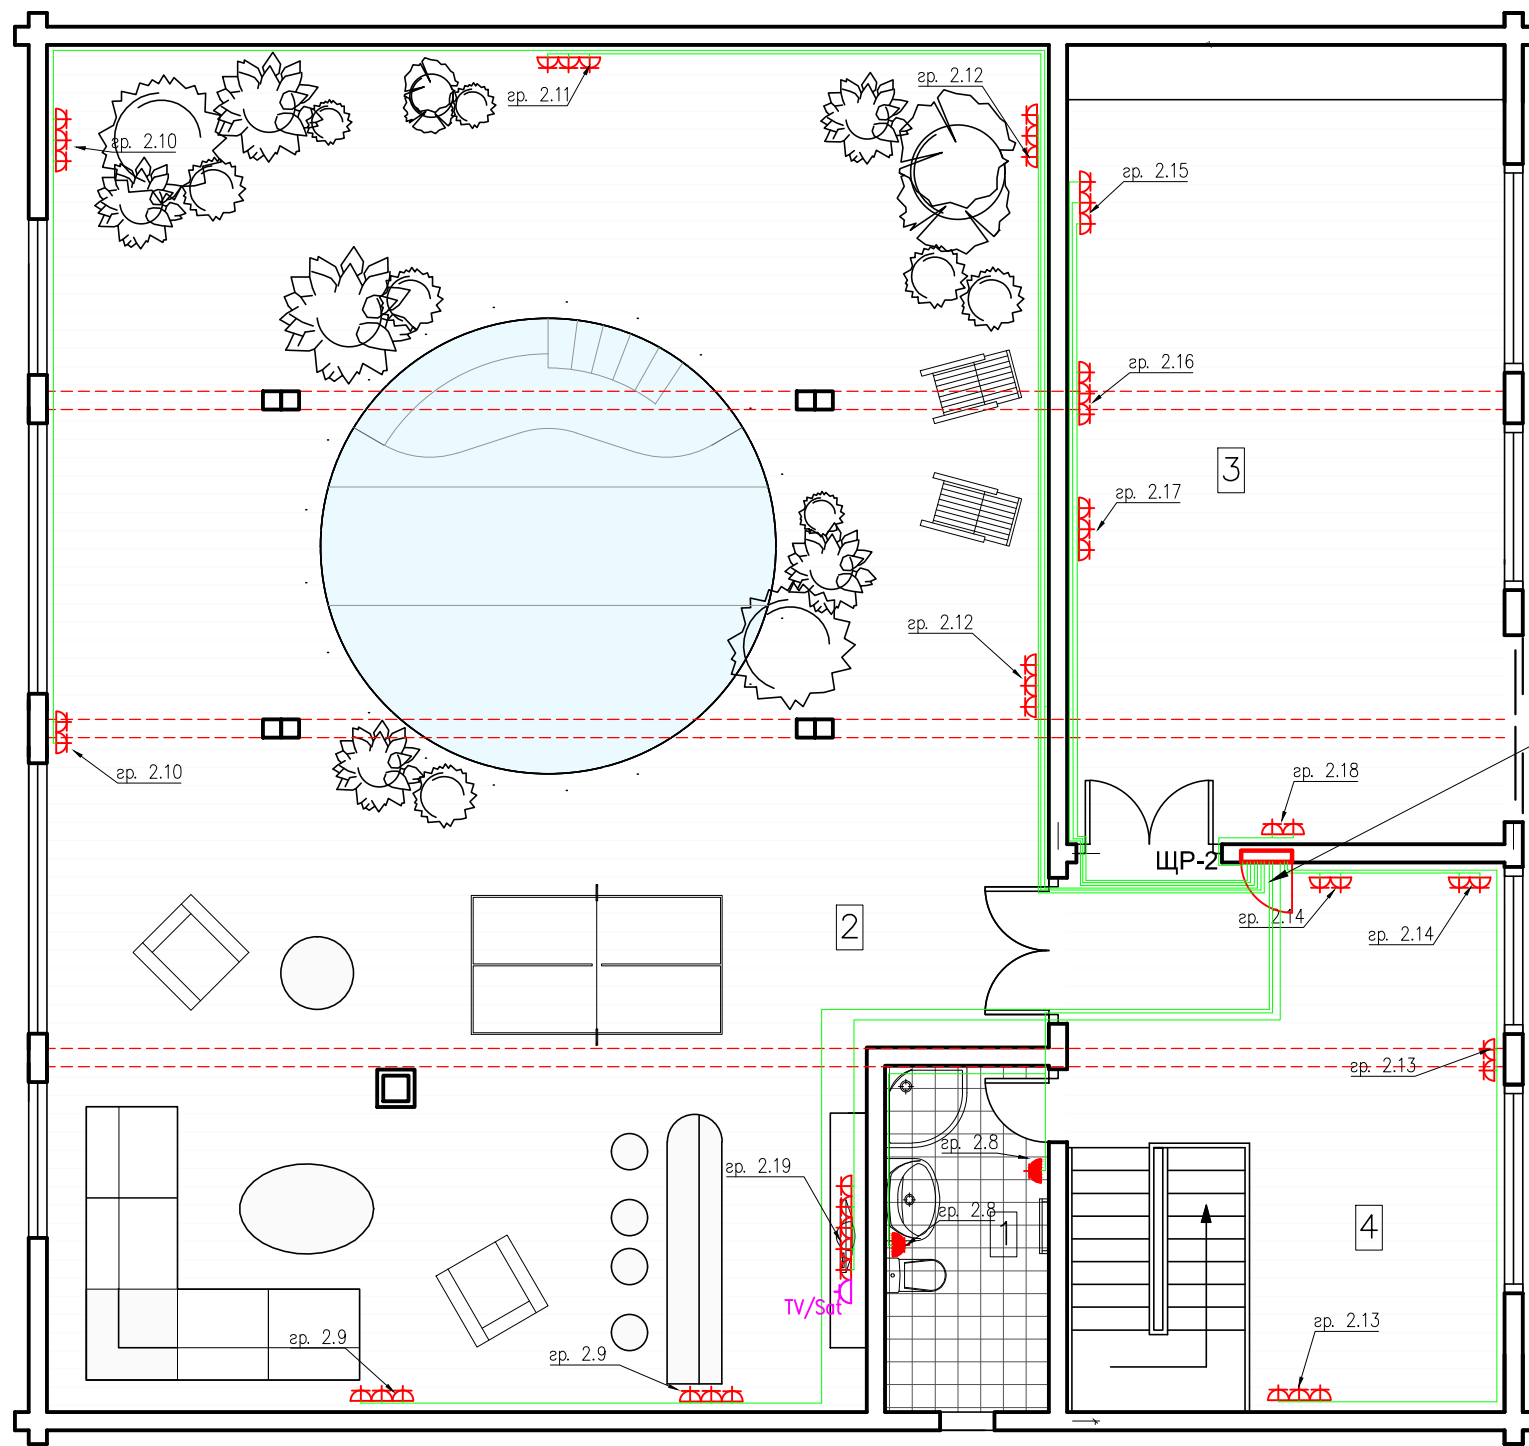 гр. 2.11
гр. 2.12
гр. 2.10
гр. 2.15
гр. 2.16
3
гр. 2.17
гр. 2.12
гр. 2.10
гр. 2.18
ЩР-2
2
гр. 2.14
гр. 2.14
гр. 2.13
гр. 2.8
гр. 2.19
гр. 2.8
1
4
TV/Sat
гр. 2.9
гр. 2.9
гр. 2.13